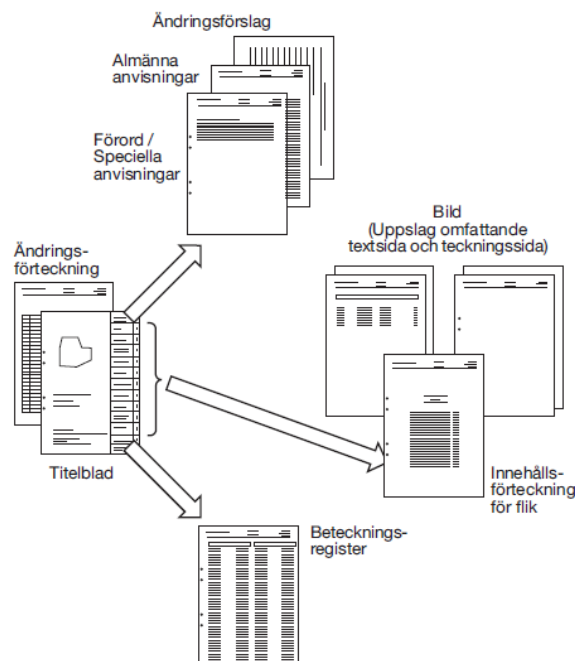 Ändringsförslag
Almänna
anvisningar
Förord /
Speciella
anvisningar
Bild
(Uppslag omfattande
textsida och teckningssida)
Ändrings-
förteckning
Titelblad
Innehålls-
förteckning
för flik
Betecknings-
register